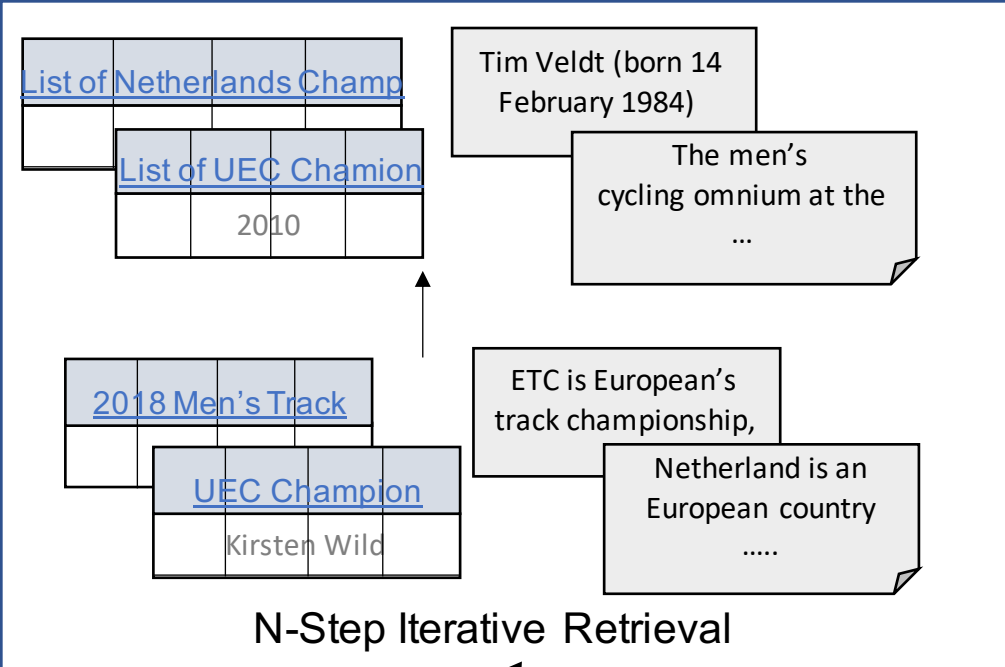 List of Netherlands Champ
List of UEC Chamion
2010
Tim Veldt (born 14
February 1984)
The men’s
cycling omnium at the
...
2018 Men’s Track
UEC Champion
Kirsten Wild
ETC is European’s
track championship,
Netherland is an
European country
.....
N-Step Iterative Retrieval